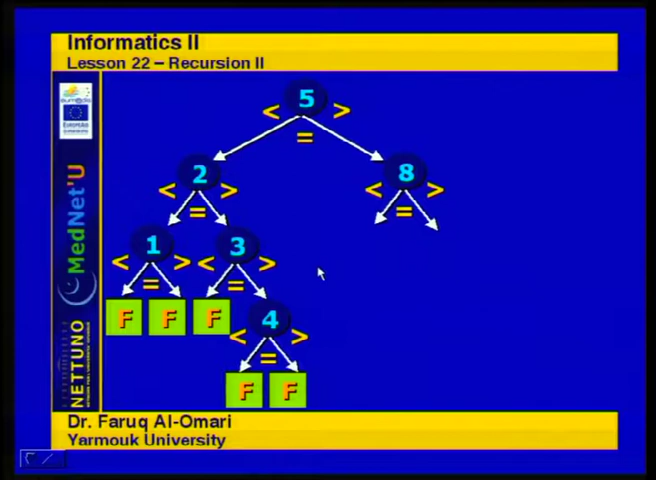 Informatics II
Lesson 22 – Recursion II
5
< >
=
2 8
< > < >
= =
1 3
< > < >
= =
F F F 4
< >
=
F F
MedNet'U
NETTUNO
Dr. Faruq Al-Omari
Yarmouk University